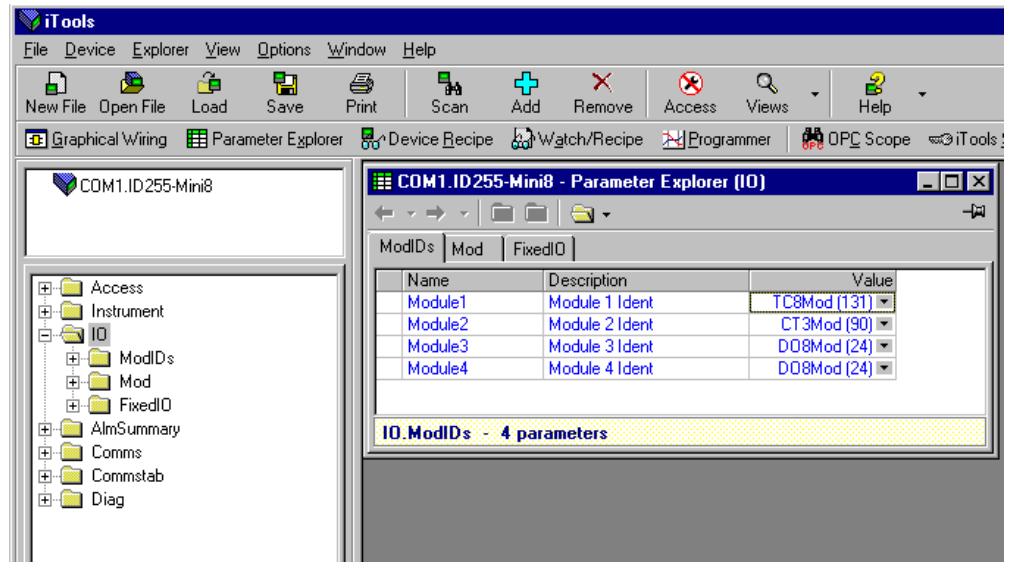 iTools
File Device Explorer View Options Window Help
New File Open File Load Save Print Scan Add Remove Access Views Help
Graphical Wiring Parameter Explorer Device Recipe Watch/Recipe Programmer OPC Scope iTools
COM1.ID255-Mini8
COM1.ID255-Mini8 - Parameter Explorer (IO)
ModIDs Mod FixedIO
Name Description Value
Module1 Module 1 Ident TC8Mod (131)
Module2 Module 2 Ident CT3Mod (90)
Module3 Module 3 Ident DO8Mod (24)
Module4 Module 4 Ident DO8Mod (24)
IO.ModIDs - 4 parameters
Access
Instrument
IO
ModIDs
Mod
FixedIO
AlmSummary
Comms
Commstab
Diag